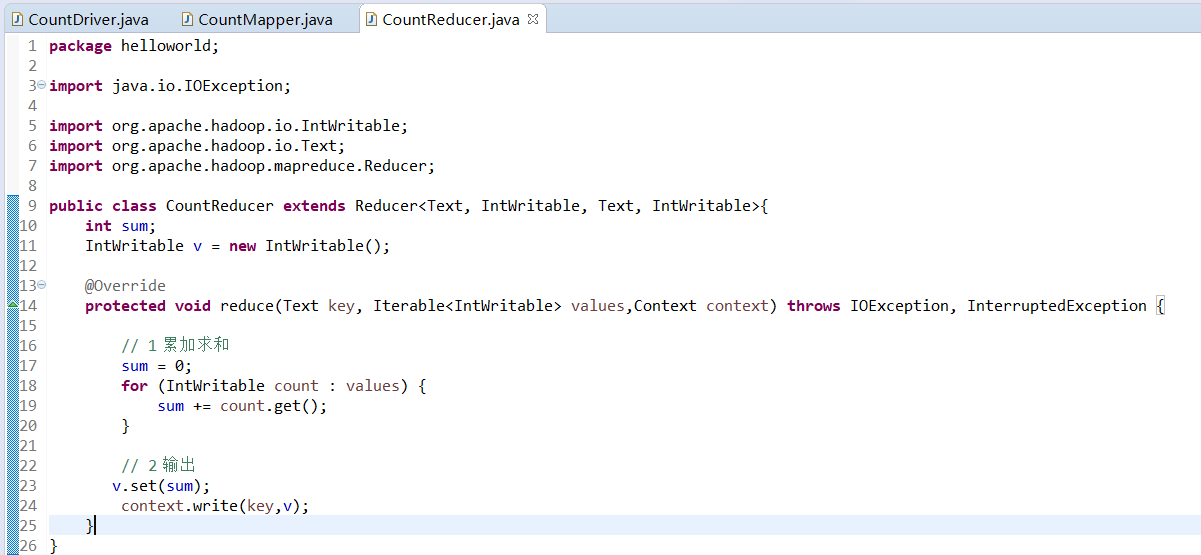 CountDriver.java CountMapper.java CountReducer.java
1 package helloworld;
2
3 import java.io.IOException;
4
5 import org.apache.hadoop.io.IntWritable;
6 import org.apache.hadoop.io.Text;
7 import org.apache.hadoop.mapreduce.Reducer;
8
9 public class CountReducer extends Reducer<Text, IntWritable, Text, IntWritable>{
10     int sum;
11     IntWritable v = new IntWritable();
12
13     @Override
14     protected void reduce(Text key, Iterable<IntWritable> values,Context context) throws IOException, InterruptedException {
15
16         // 1 累加求和
17         sum = 0;
18         for (IntWritable count : values) {
19             sum += count.get();
20         }
21
22         // 2 输出
23        v.set(sum);
24         context.write(key,v);
25     }
26 }